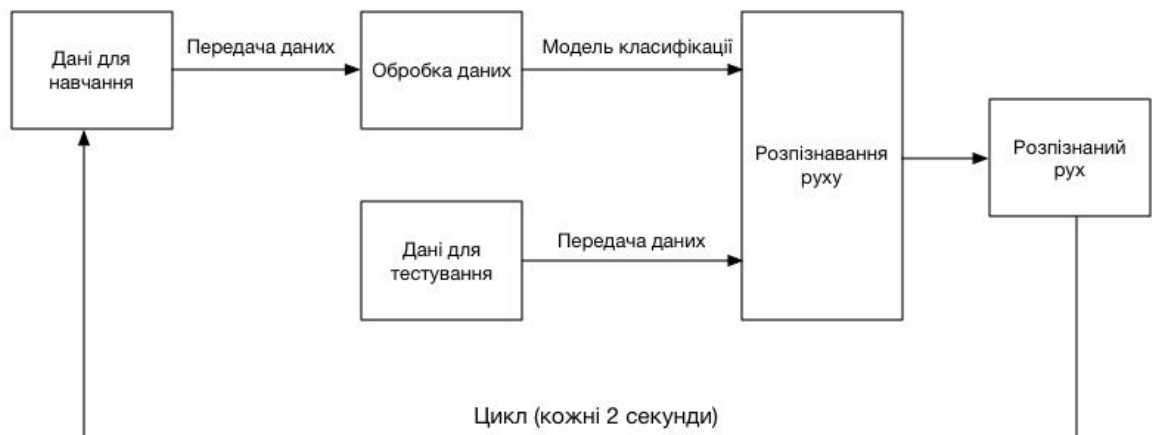 Дані для
навчання
Передача даних
Обробка даних
Модель класифікації
Розпізнавання
руху
Розпізнаний
рух
Дані для
тестування
Передача даних
Цикл (кожні 2 секунди)